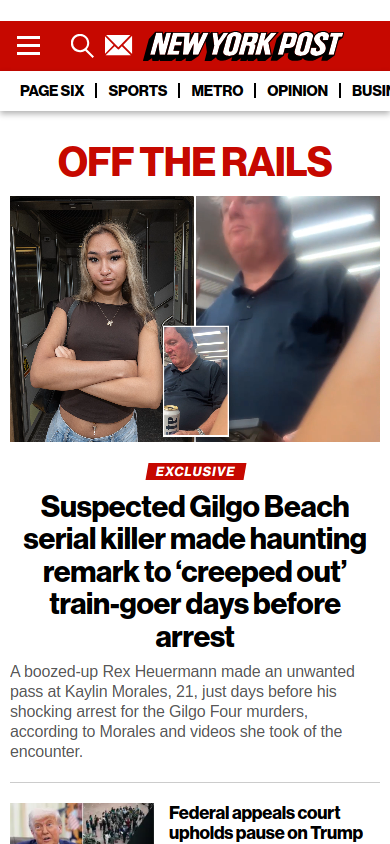 NEW YORK POST
PAGE SIX
SPORTS
METRO
OPINION
OFF THE RAILS
EXCLUSIVE
Suspected Gilgo Beach
serial killer made haunting
remark to ‘creeped out’
train-goer days before
arrest
A boozed-up Rex Heuermann made an unwanted
pass at Kaylin Morales, 21, just days before his
shocking arrest for the Gilgo Four murders,
according to Morales and videos she took of the
encounter.
Federal appeals court
upholds pause on Trump